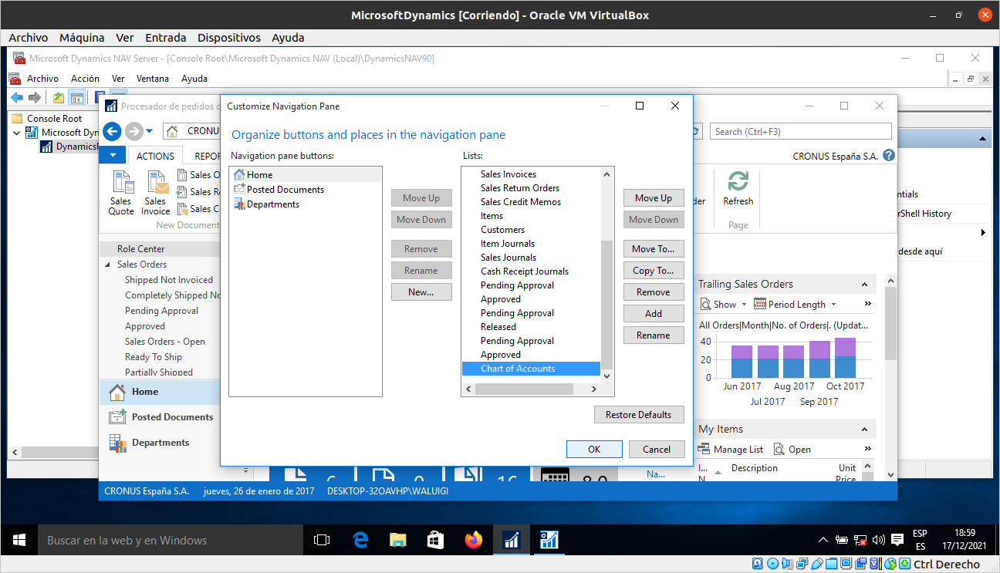 MicrosoftDynamics [Corriendo] - Oracle VM VirtualBox
Archivo Máquina Ver Entrada Dispositivos Ayuda
Microsoft Dynamics NAV Server - [Console Root\Microsoft Dynamics NAV (Local)\DynamicsNAV90]
Archivo Acción Ver Ventana Ayuda
Console Root
Microsoft Dyn
Dynamics
Procesador de pedidos
CRONU
Search (Ctrl+F3)
ACTIONS REPOR
CRONUS España S.A.
Sales Quote
Sales Invoice
Sales O
Sales Re
Sales C
New Document
der
Refresh
Page
Role Center
Sales Orders
Shipped Not Invoiced
Completely Shipped No
Pending Approval
Approved
Sales Orders - Open
Ready To Ship
Partially Shipped
Home
Posted Documents
Departments
Customize Navigation Pane
Organize buttons and places in the navigation pane
Navigation pane buttons:
Home
Posted Documents
Departments
Move Up
Move Down
Remove
Rename
New...
Lists:
Sales Invoices
Sales Return Orders
Sales Credit Memos
Items
Customers
Item Journals
Sales Journals
Cash Receipt Journals
Pending Approval
Approved
Pending Approval
Released
Pending Approval
Approved
Chart of Accounts
Move Up
Move Down
Move To...
Copy To...
Remove
Add
Rename
Restore Defaults
OK Cancel
ntials
rShell History
desde aquí
Trailing Sales Orders
Show Period Length
All Orders|Month|No. of Orders|. (Updat...
40
20
0
Jun 2017 Aug 2017 Oct 2017
Jul 2017 Sep 2017
My Items
Manage List Open
I... Description Unit
N Price
Na...
CRONUS España S.A. jueves, 26 de enero de 2017 DESKTOP-32OAVHP\WALUIGI
Buscar en la web y en Windows
ESP
ES
18:59
17/12/2021
Ctrl Derecho